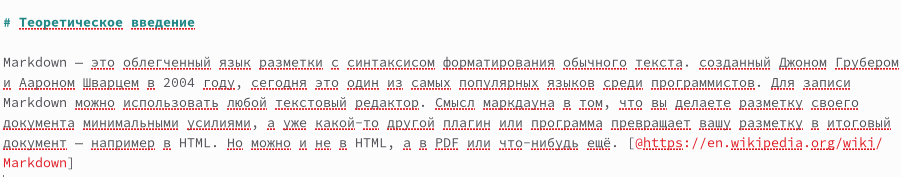 # Теоретическое введение
Markdown — это облегченный язык разметки с синтаксисом форматирования обычного текста. созданный Джоном Грубером
и Аароном Шварцем в 2004 году, сегодня это один из самых популярных языков среди программистов. Для записи
Markdown можно использовать любой текстовый редактор. Смысл маркдауна в том, что вы делаете разметку своего
документа минимальными усилиями, а уже какой-то другой плагин или программа превращает вашу разметку в итоговый
документ — например в HTML. Но можно и не в HTML, а в PDF или что-нибудь ещё. [@https://en.wikipedia.org/wiki/
Markdown]